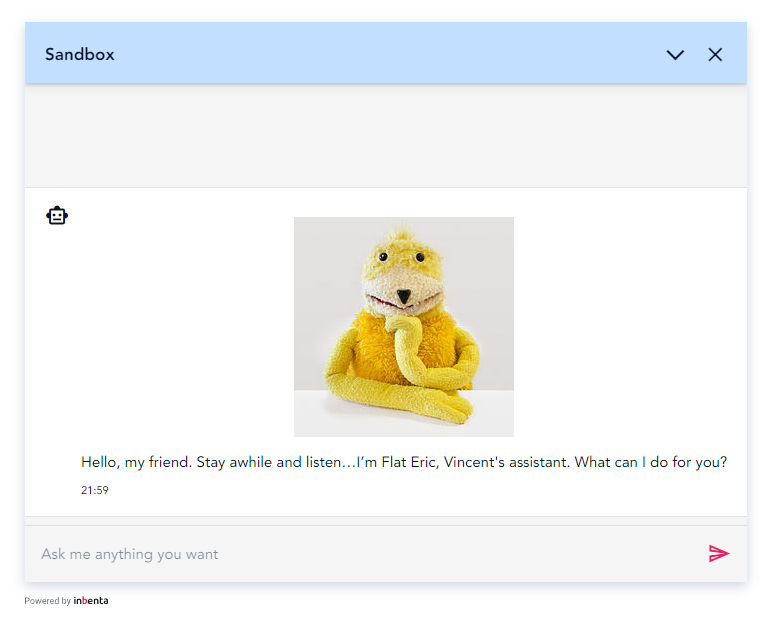 Sandbox
Hello, my friend. Stay awhile and listen…I’m Flat Eric, Vincent's assistant. What can I do for you?
21:59
Ask me anything you want
Powered by inbenta